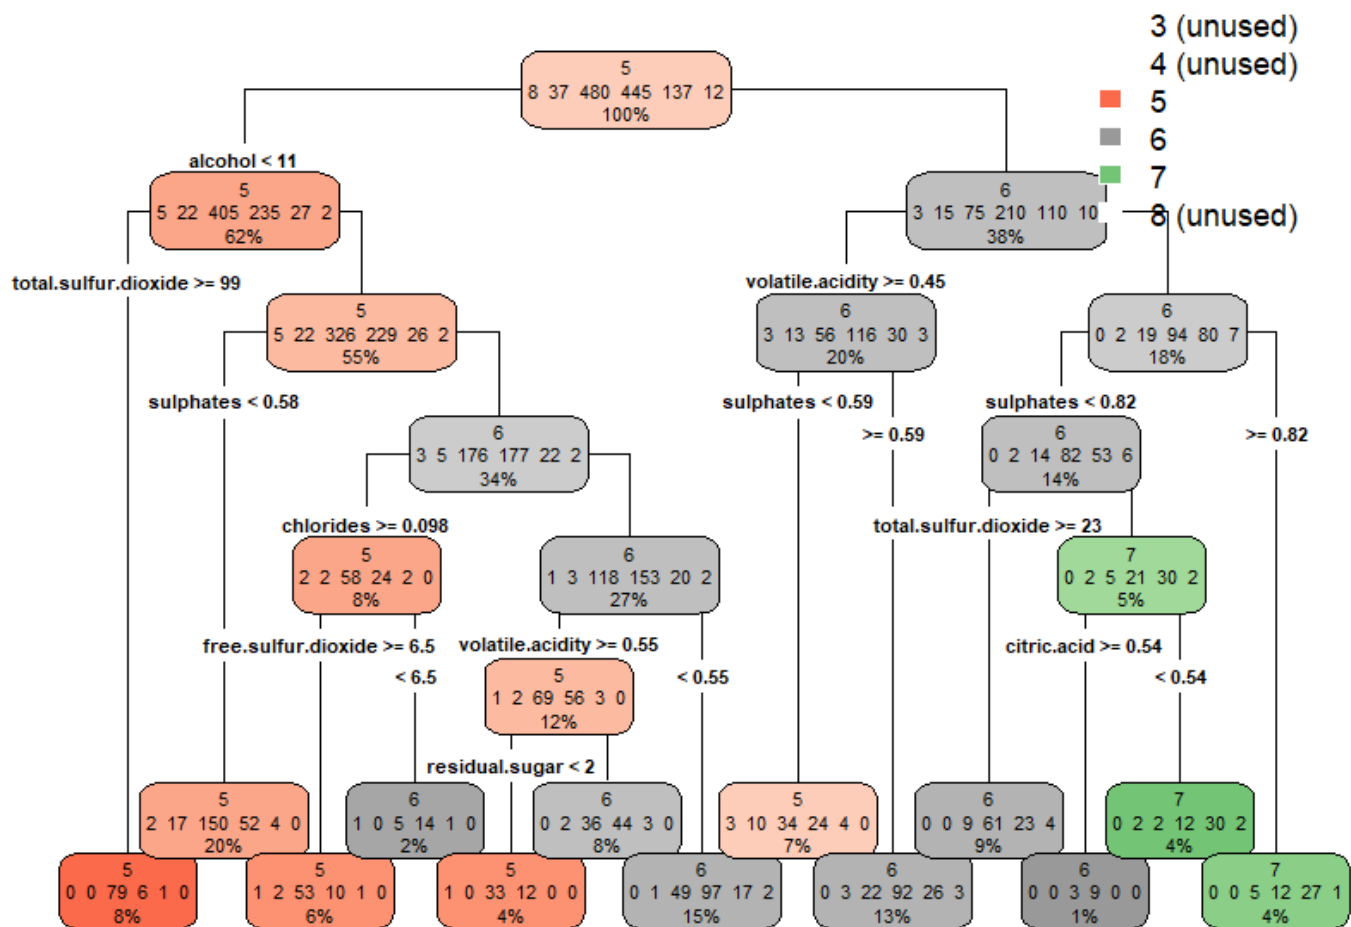 3 (unused)
4 (unused)
5
6
7
8 (unused)
5
8 37 480 445 137 12
100%
alcohol < 11
5
5 22 405 235 27 2
62%
6
3 15 75 210 110 10
38%
total.sulfur.dioxide >= 99
volatile.acidity >= 0.45
5
5 22 326 229 26 2
55%
6
3 13 56 116 30 3
20%
6
0 2 19 94 80 7
18%
sulphates < 0.58
sulphates < 0.59
>= 0.59
sulphates < 0.82
>= 0.82
6
3 5 176 177 22 2
34%
6
0 2 14 82 53 6
14%
chlorides >= 0.098
total.sulfur.dioxide >= 23
5
2 2 58 24 2 0
8%
6
1 3 118 153 20 2
27%
7
0 2 5 21 30 2
5%
free.sulfur.dioxide >= 6.5
< 6.5
volatile.acidity >= 0.55
< 0.55
citric.acid >= 0.54
< 0.54
5
1 2 69 56 3 0
12%
residual.sugar < 2
5
2 17 150 52 4 0
20%
6
1 0 5 14 1 0
2%
6
0 2 36 44 3 0
8%
5
3 10 34 24 4 0
7%
6
0 0 9 61 23 4
9%
7
0 2 2 12 30 2
4%
5
0 0 79 6 1 0
8%
5
1 2 53 10 1 0
6%
5
1 0 33 12 0 0
4%
6
0 1 49 97 17 2
15%
6
0 3 22 92 26 3
13%
6
0 0 3 9 0 0
1%
7
0 0 5 12 27 1
4%